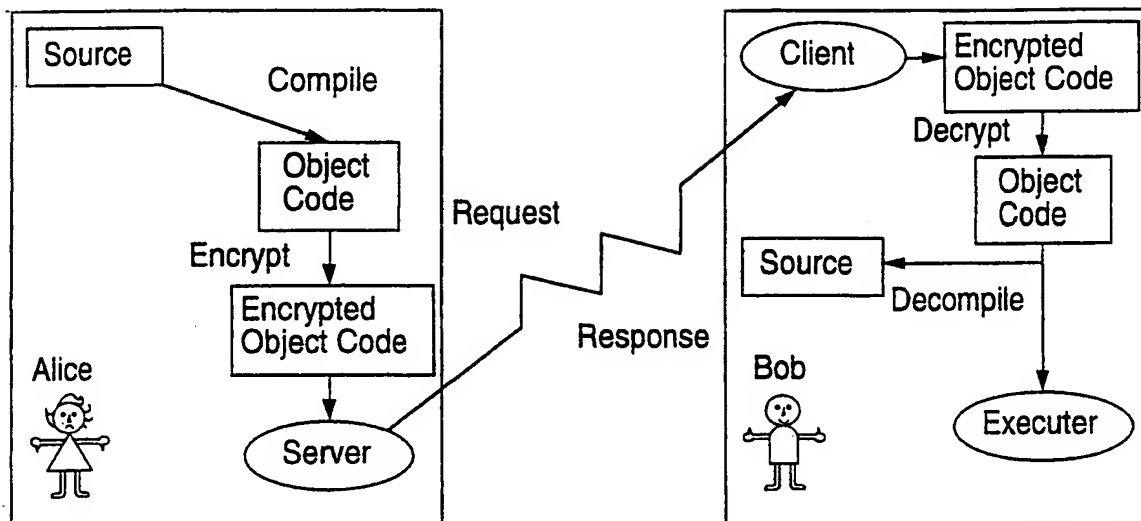 Source
Compile
Object
Code
Encrypt
Encrypted
Object Code
Alice
Server
Request
Response
Client
Encrypted
Object Code
Decrypt
Object
Code
Source
Decompile
Bob
Executer